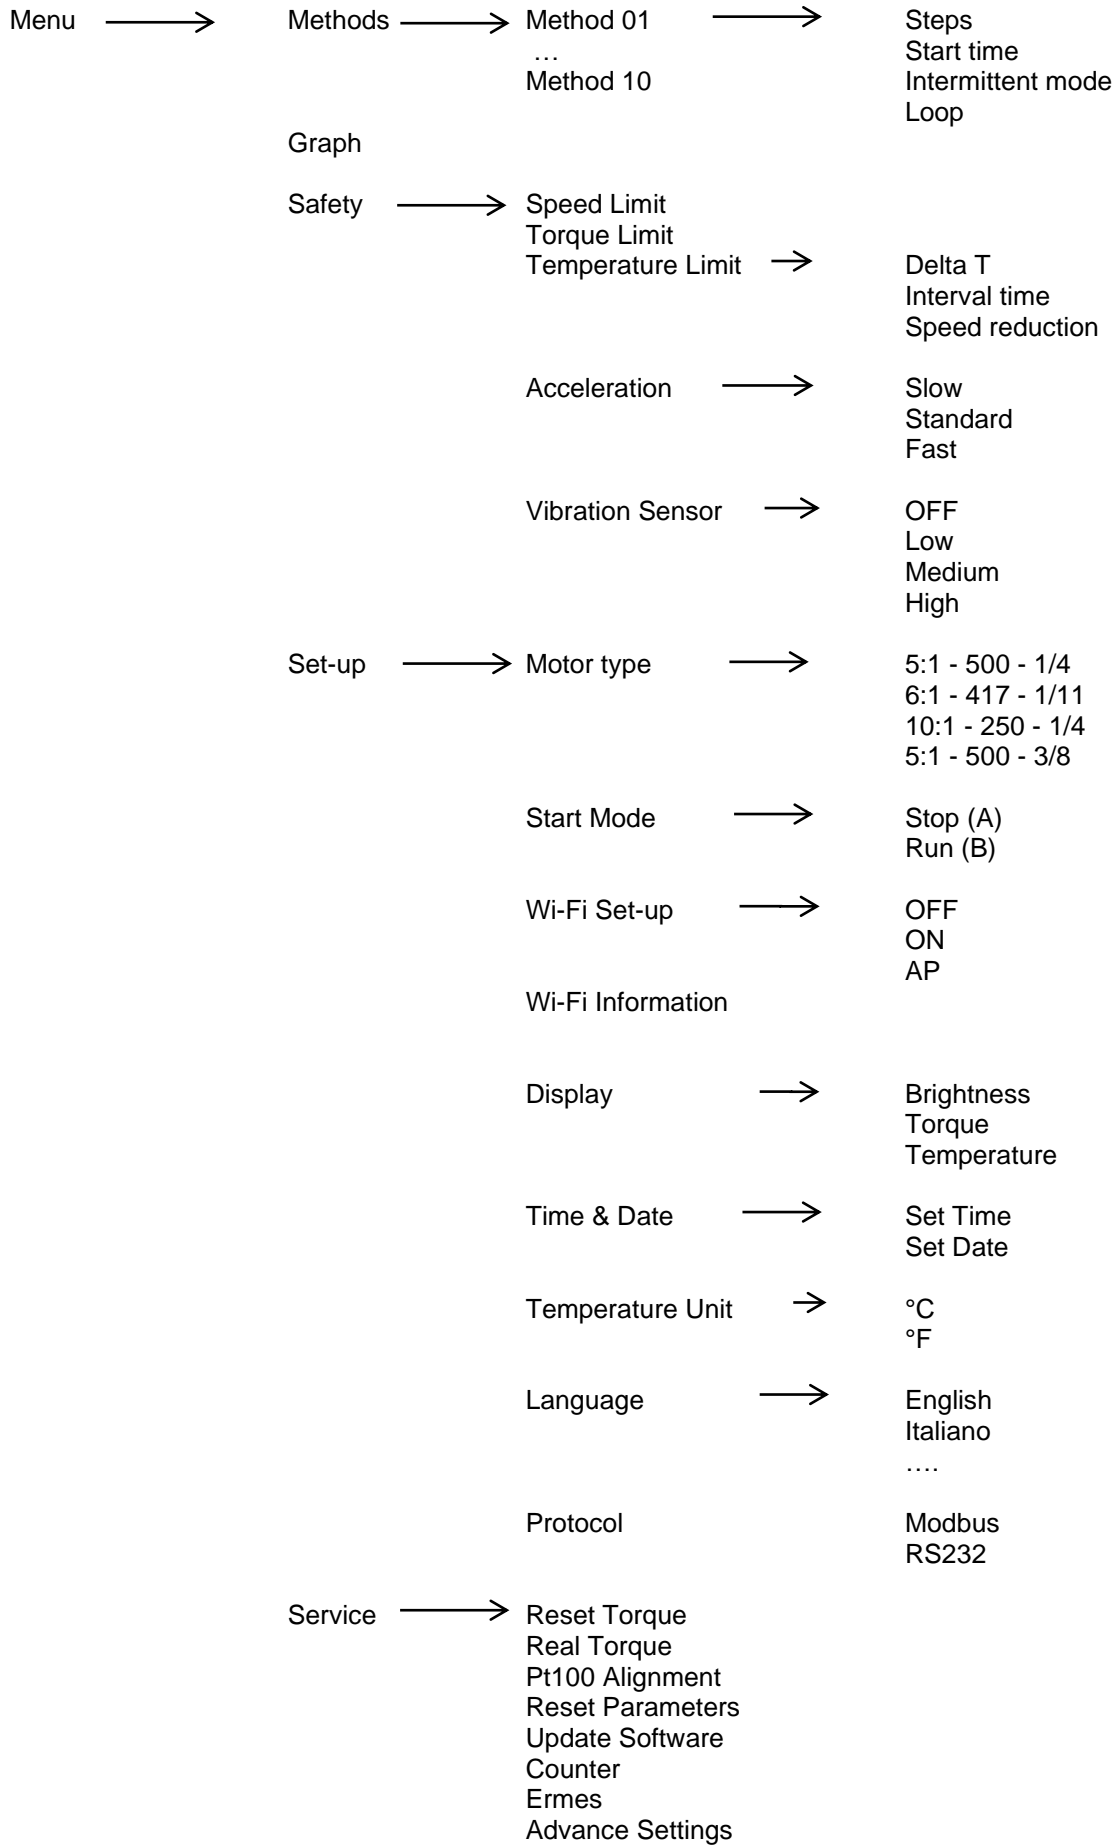 Menu Methods Method 01 Steps
… Start time
Method 10 Intermittent mode
Loop
Graph
Safety Speed Limit
Torque Limit
Temperature Limit Delta T
Interval time
Speed reduction
Acceleration Slow
Standard
Fast
Vibration Sensor OFF
Low
Medium
High
Set-up Motor type 5:1 - 500 - 1/4
6:1 - 417 - 1/11
10:1 - 250 - 1/4
5:1 - 500 - 3/8
Start Mode Stop (A)
Run (B)
Wi-Fi Set-up OFF
ON
AP
Wi-Fi Information
Display Brightness
Torque
Temperature
Time & Date Set Time
Set Date
Temperature Unit °C
°F
Language English
Italiano
….
Protocol Modbus
RS232
Service Reset Torque
Real Torque
Pt100 Alignment
Reset Parameters
Update Software
Counter
Ermes
Advance Settings